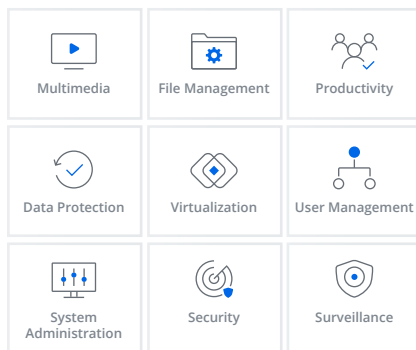 Multimedia
File Management
Productivity
Data Protection
Virtualization
User Management
System
Administration
Security
Surveillance